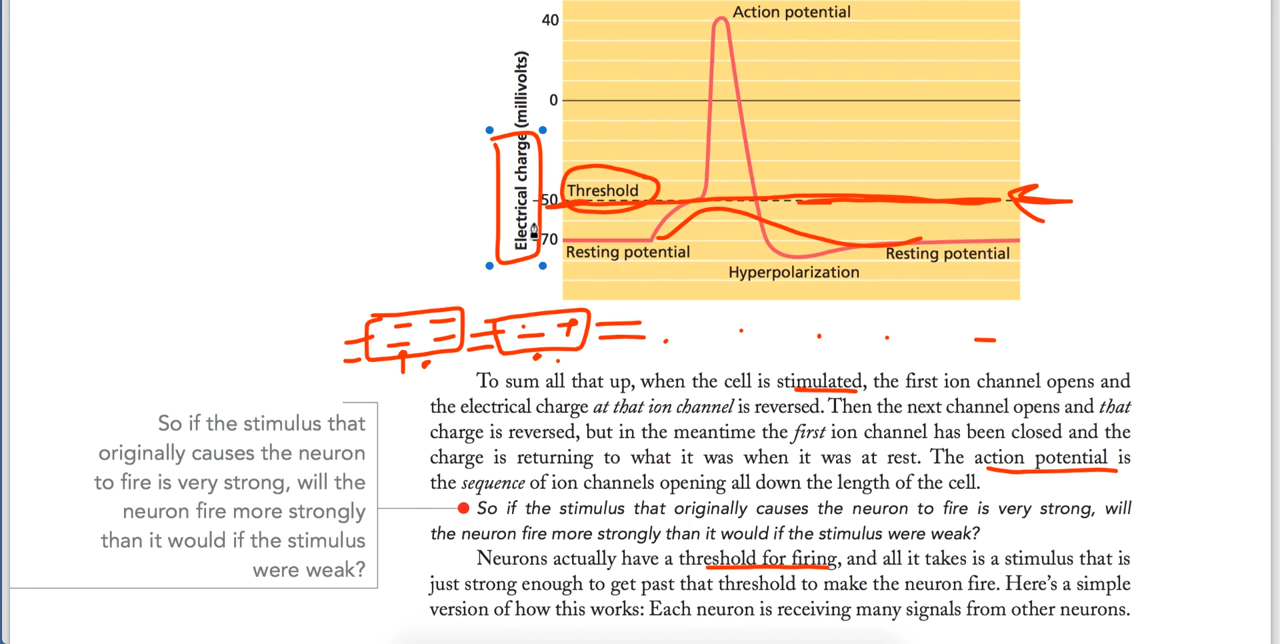 40
Action potential
Electrical charge (millivolts)
0
Threshold
50
70
Resting potential
Resting potential
Hyperpolarization
To sum all that up, when the cell is stimulated, the first ion channel opens and
the electrical charge at that ion channel is reversed. Then the next channel opens and that
charge is reversed, but in the meantime the first ion channel has been closed and the
charge is returning to what it was when it was at rest. The action potential is
the sequence of ion channels opening all down the length of the cell.
So if the stimulus that originally causes the neuron to fire is very strong, will
the neuron fire more strongly than it would if the stimulus were weak?
Neurons actually have a threshold for firing, and all it takes is a stimulus that is
just strong enough to get past that threshold to make the neuron fire. Here's a simple
version of how this works: Each neuron is receiving many signals from other neurons.
So if the stimulus that
originally causes the neuron
to fire is very strong, will the
neuron fire more strongly
than it would if the stimulus
were weak?